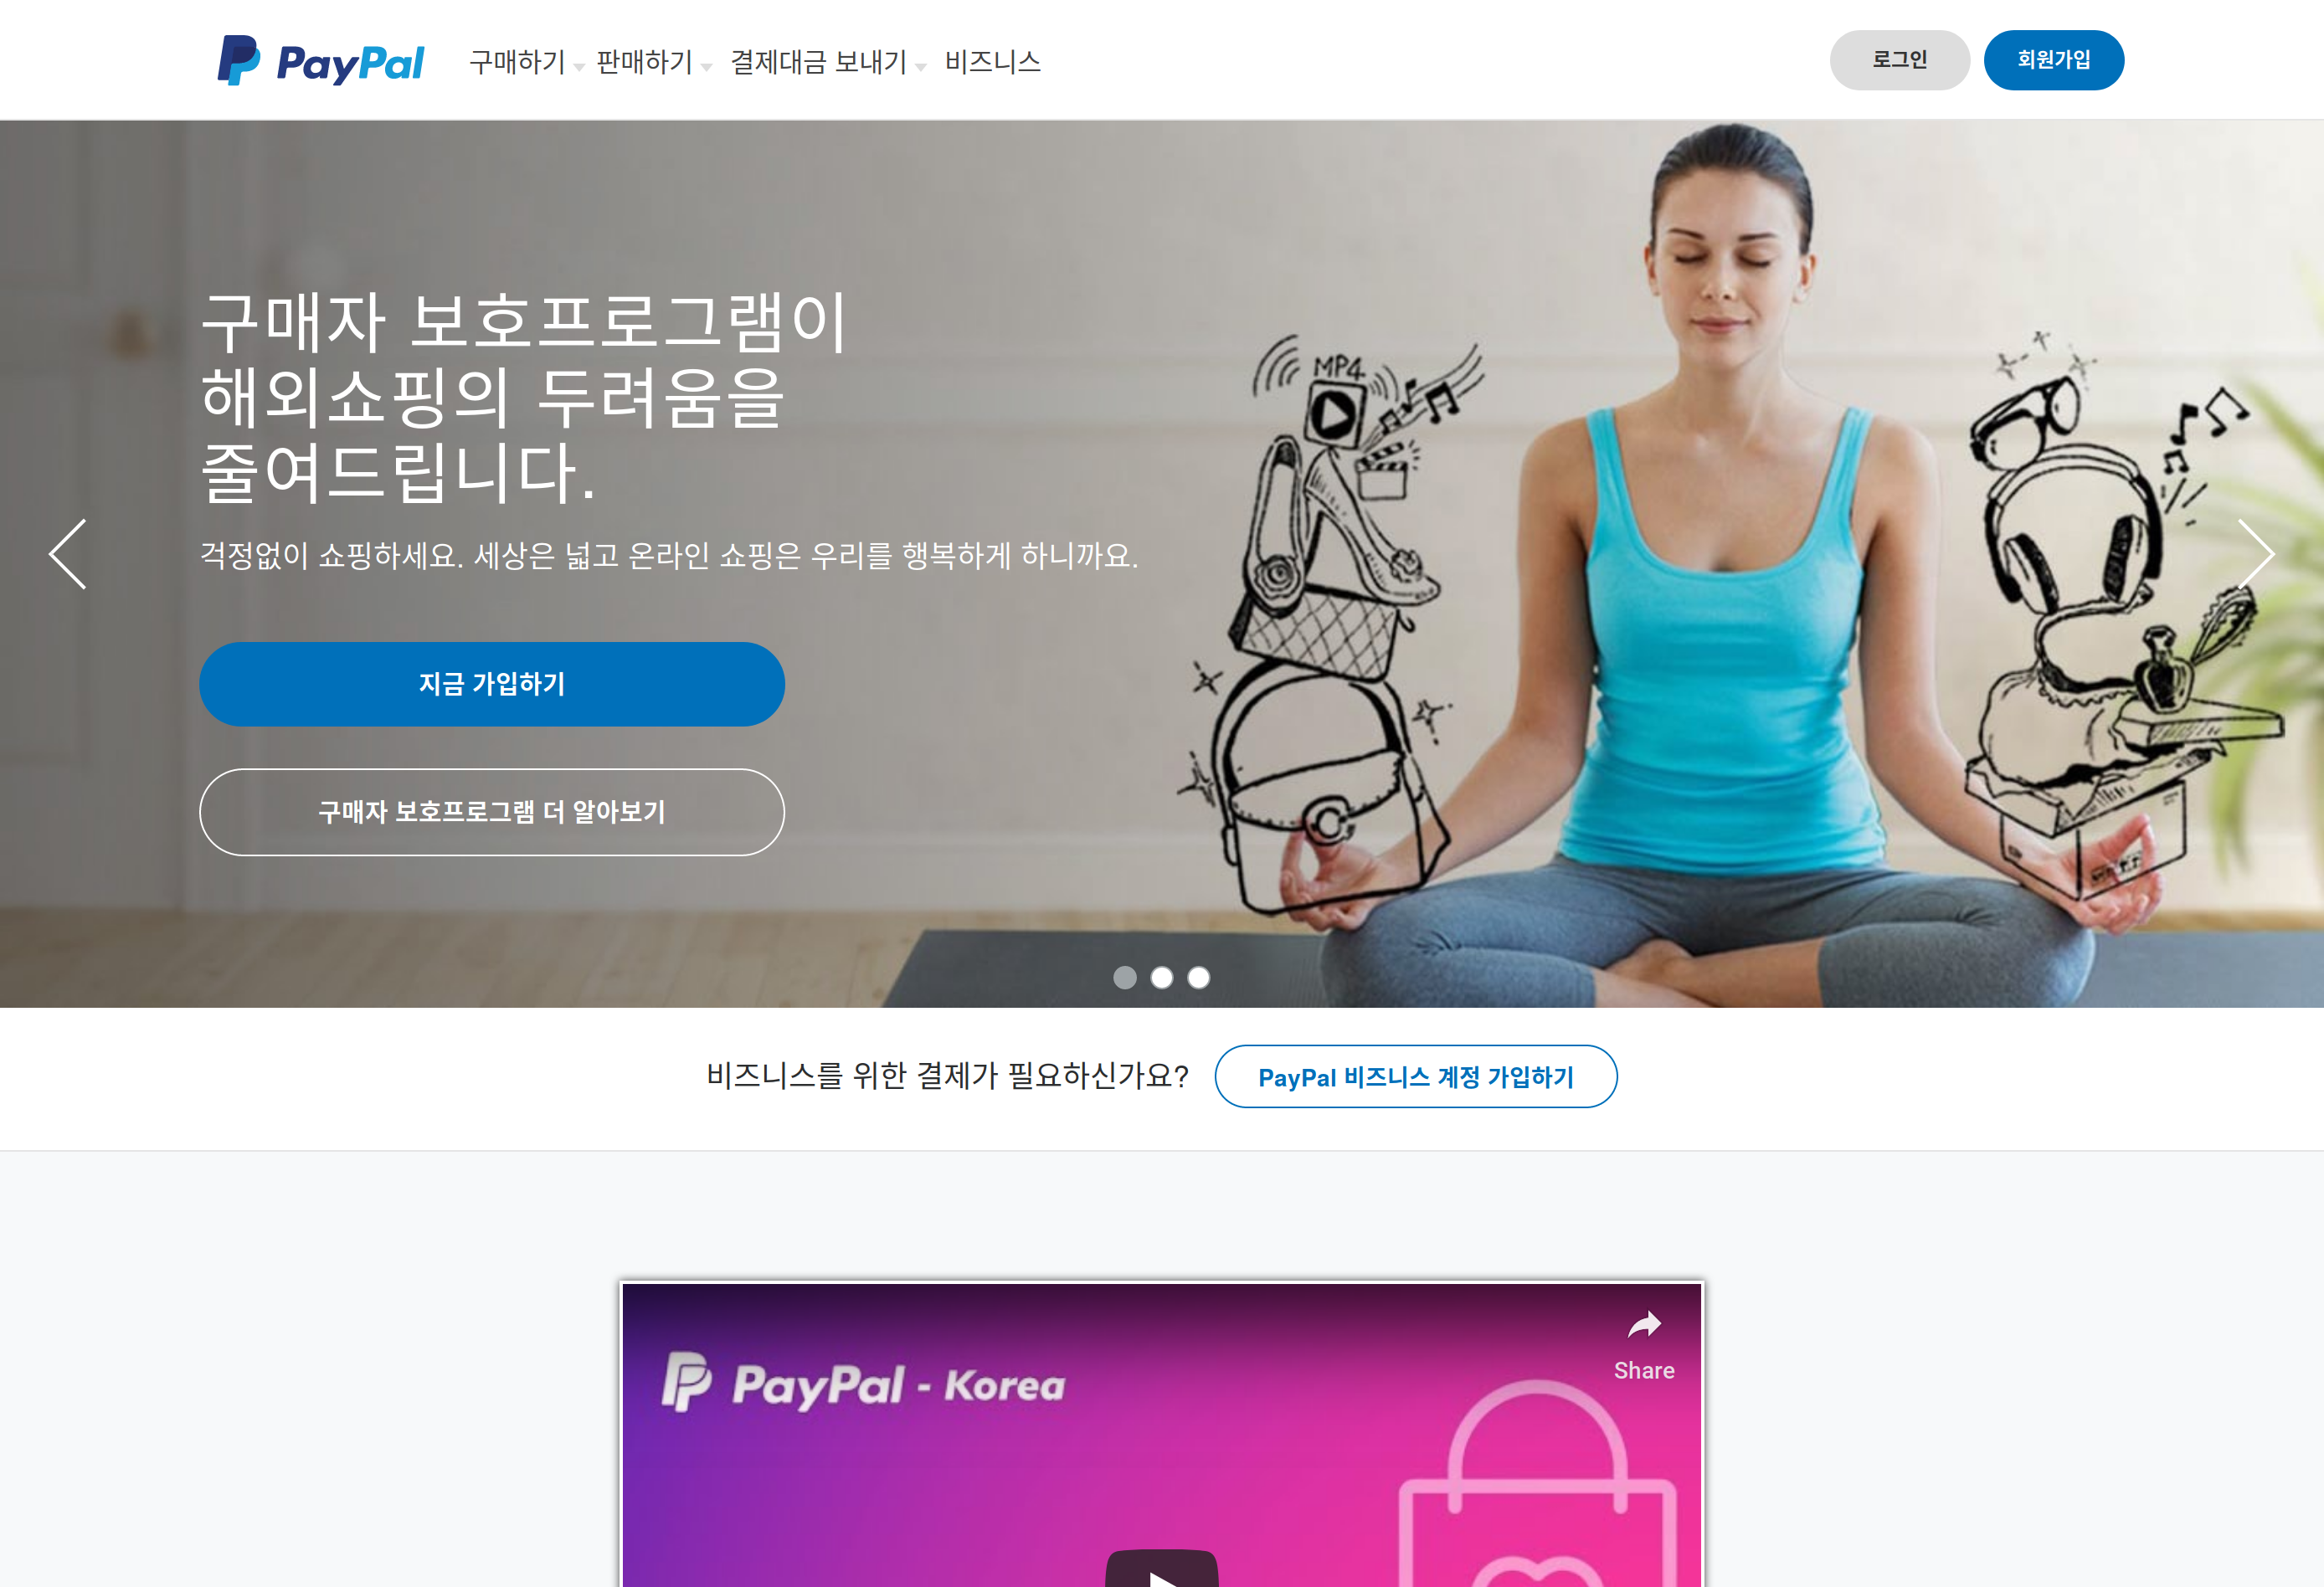 PayPal 구매하기 판매하기 결제대금 보내기 비즈니스 로그인 회원가입
구매자 보호프로그램이
해외쇼핑의 두려움을
줄여드립니다.
걱정없이 쇼핑하세요. 세상은 넓고 온라인 쇼핑은 우리를 행복하게 하니까요.
지금 가입하기
구매자 보호프로그램 더 알아보기
MP4
비즈니스를 위한 결제가 필요하신가요? PayPal 비즈니스 계정 가입하기
PayPal - Korea
Share